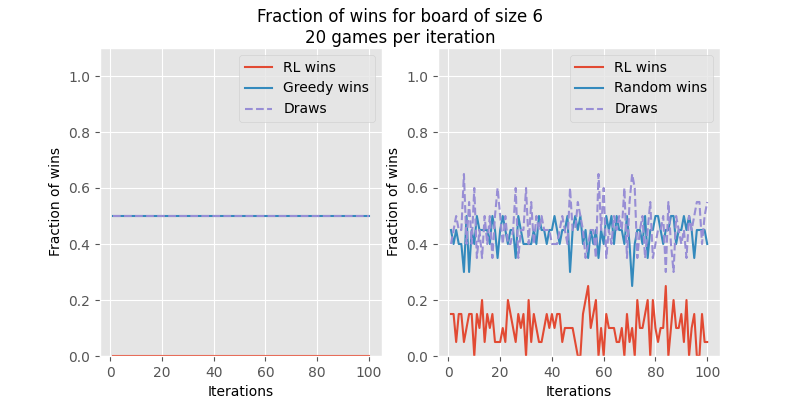 Fraction of wins for board of size 6
20 games per iteration
Fraction of wins
1.0
0.8
0.6
0.4
0.2
0.0
RL wins
Greedy wins
Draws
0 20 40 60 80 100
Iterations
Fraction of wins
1.0
0.8
0.6
0.4
0.2
0.0
RL wins
Random wins
Draws
0 20 40 60 80 100
Iterations